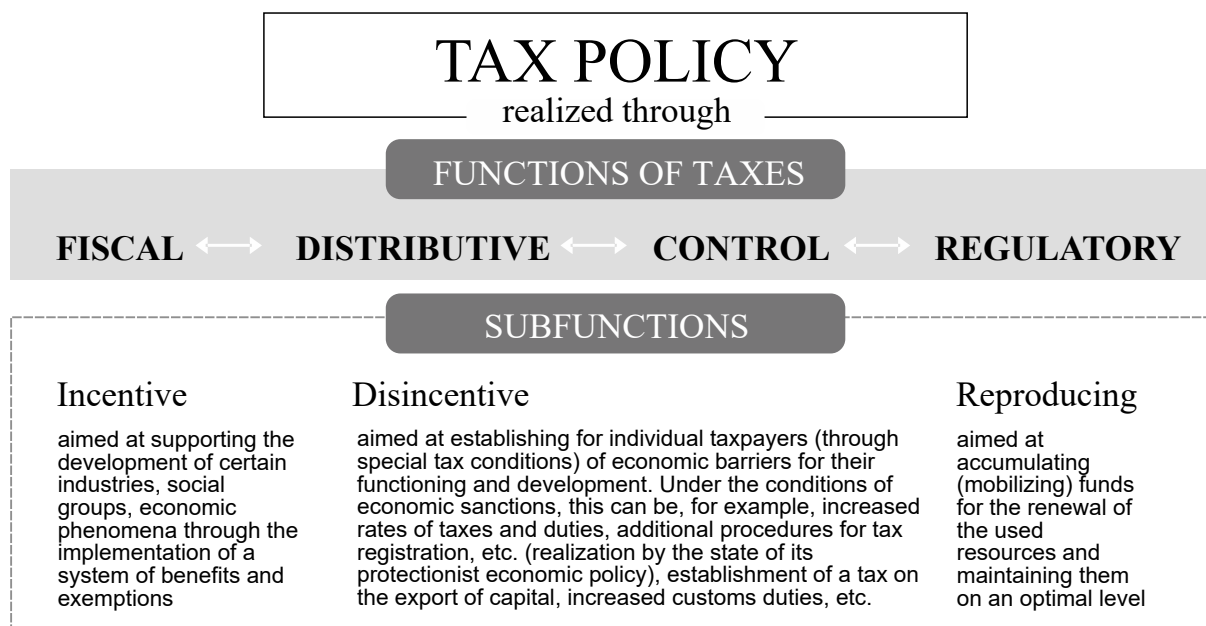 TAX POLICY
realized through
FUNCTIONS OF TAXES
FISCAL DISTRIBUTIVE CONTROL REGULATORY
SUBFUNCTIONS
Incentive
aimed at supporting the
development of certain
industries, social
groups, economic
phenomena through the
implementation of a
system of benefits and
exemptions
Disincentive
aimed at establishing for individual taxpayers (through
special tax conditions) of economic barriers for their
functioning and development. Under the conditions of
economic sanctions, this can be, for example, increased
rates of taxes and duties, additional procedures for tax
registration, etc. (realization by the state of its
protectionist economic policy), establishment of a tax on
the export of capital, increased customs duties, etc.
Reproducing
aimed at
accumulating
(mobilizing) funds
for the renewal of
the used
resources and
maintaining them
on an optimal level